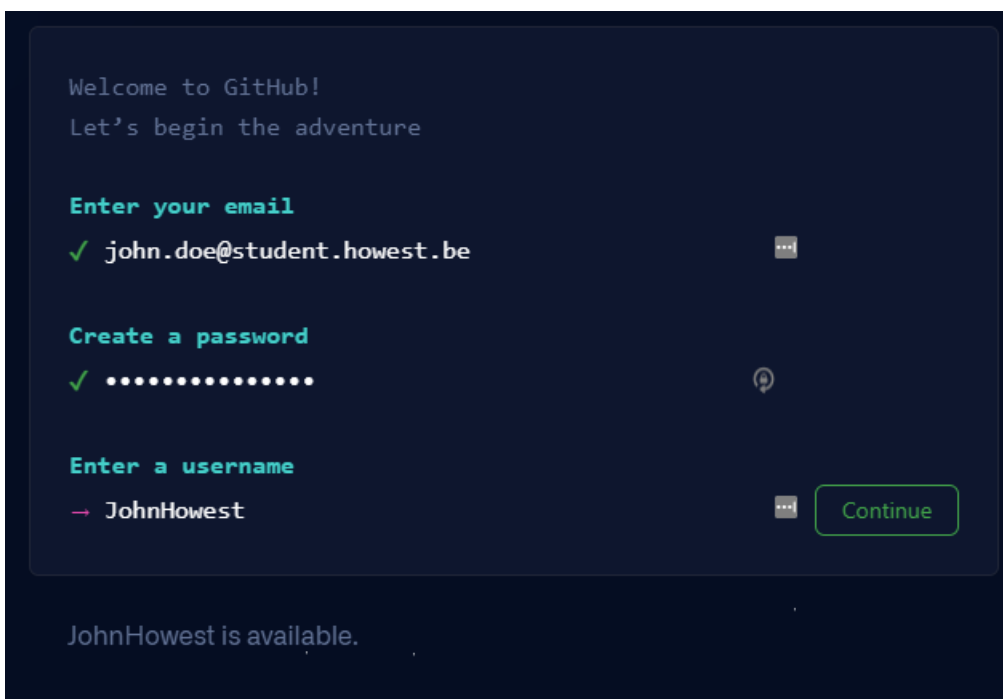 Welcome to GitHub!
Let’s begin the adventure
Enter your email
✓ john.doe@student.howest.be
Create a password
✓ •••••••••••••••
Enter a username
→ JohnHowest
Continue
JohnHowest is available.